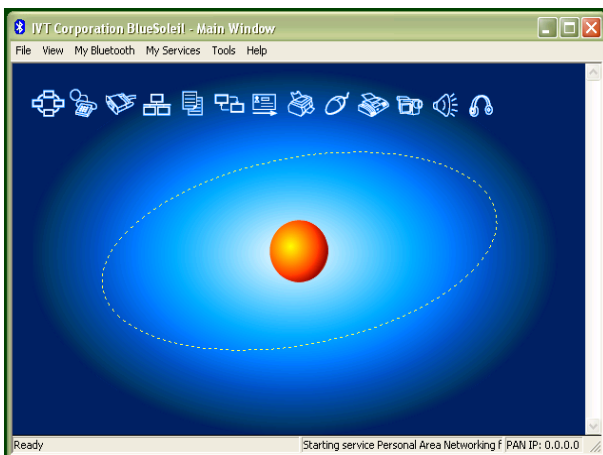 IVT Corporation BlueSoleil - Main Window
File View My Bluetooth My Services Tools Help
Ready Starting service Personal Area Networking f PAN IP: 0.0.0.0